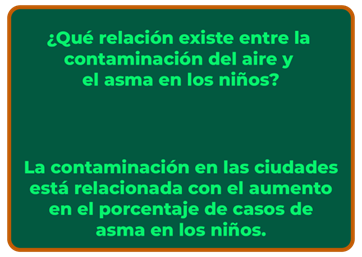 ¿Qué relación existe entre la
contaminación del aire y
el asma en los niños?
La contaminación en las ciudades
está relacionada con el aumento
en el porcentaje de casos de
asma en los niños.